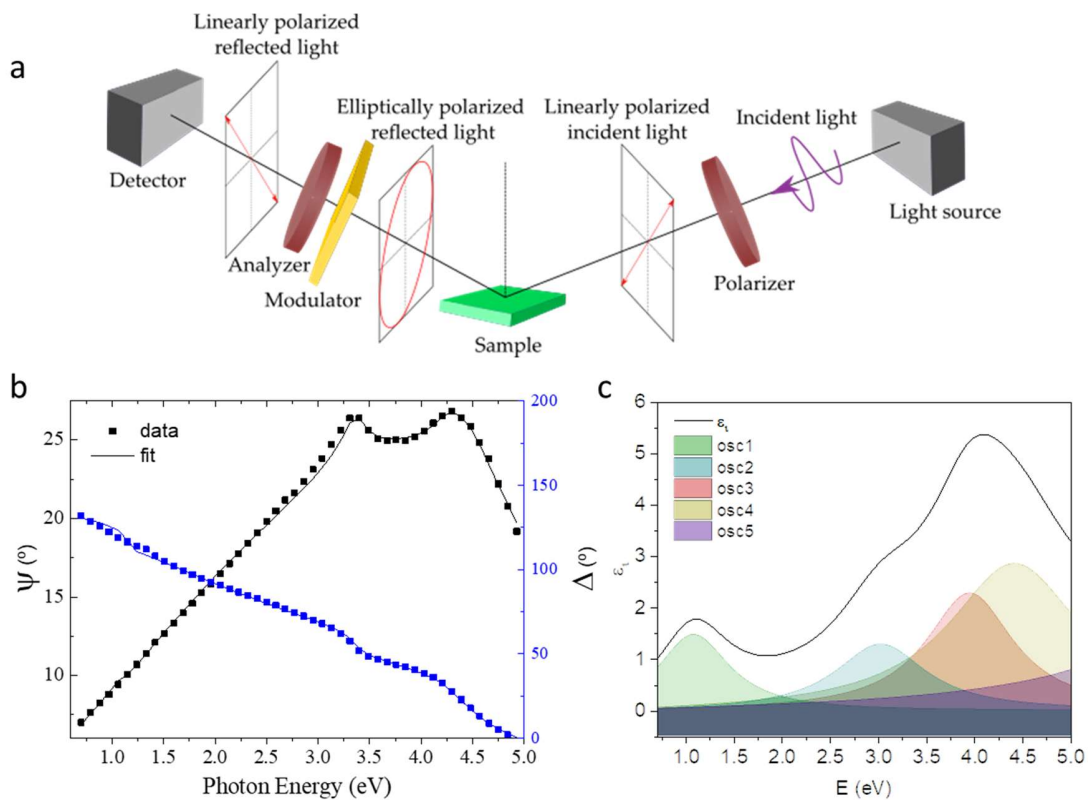 a
Linearly polarized
reflected light
Elliptically polarized
reflected light
Linearly polarized
incident light
Incident light
Detector
Analyzer
Modulator
Sample
Polarizer
Light source
b
data
fit
25
20
15
10
Ψ (°)
200
150
100
50
0
Δ (°)
1.0 1.5 2.0 2.5 3.0 3.5 4.0 4.5 5.0
Photon Energy (eV)
c
ει
osc1
osc2
osc3
osc4
osc5
6
5
4
3
2
1
0
ει
1.0 1.5 2.0 2.5 3.0 3.5 4.0 4.5 5.0
E (eV)